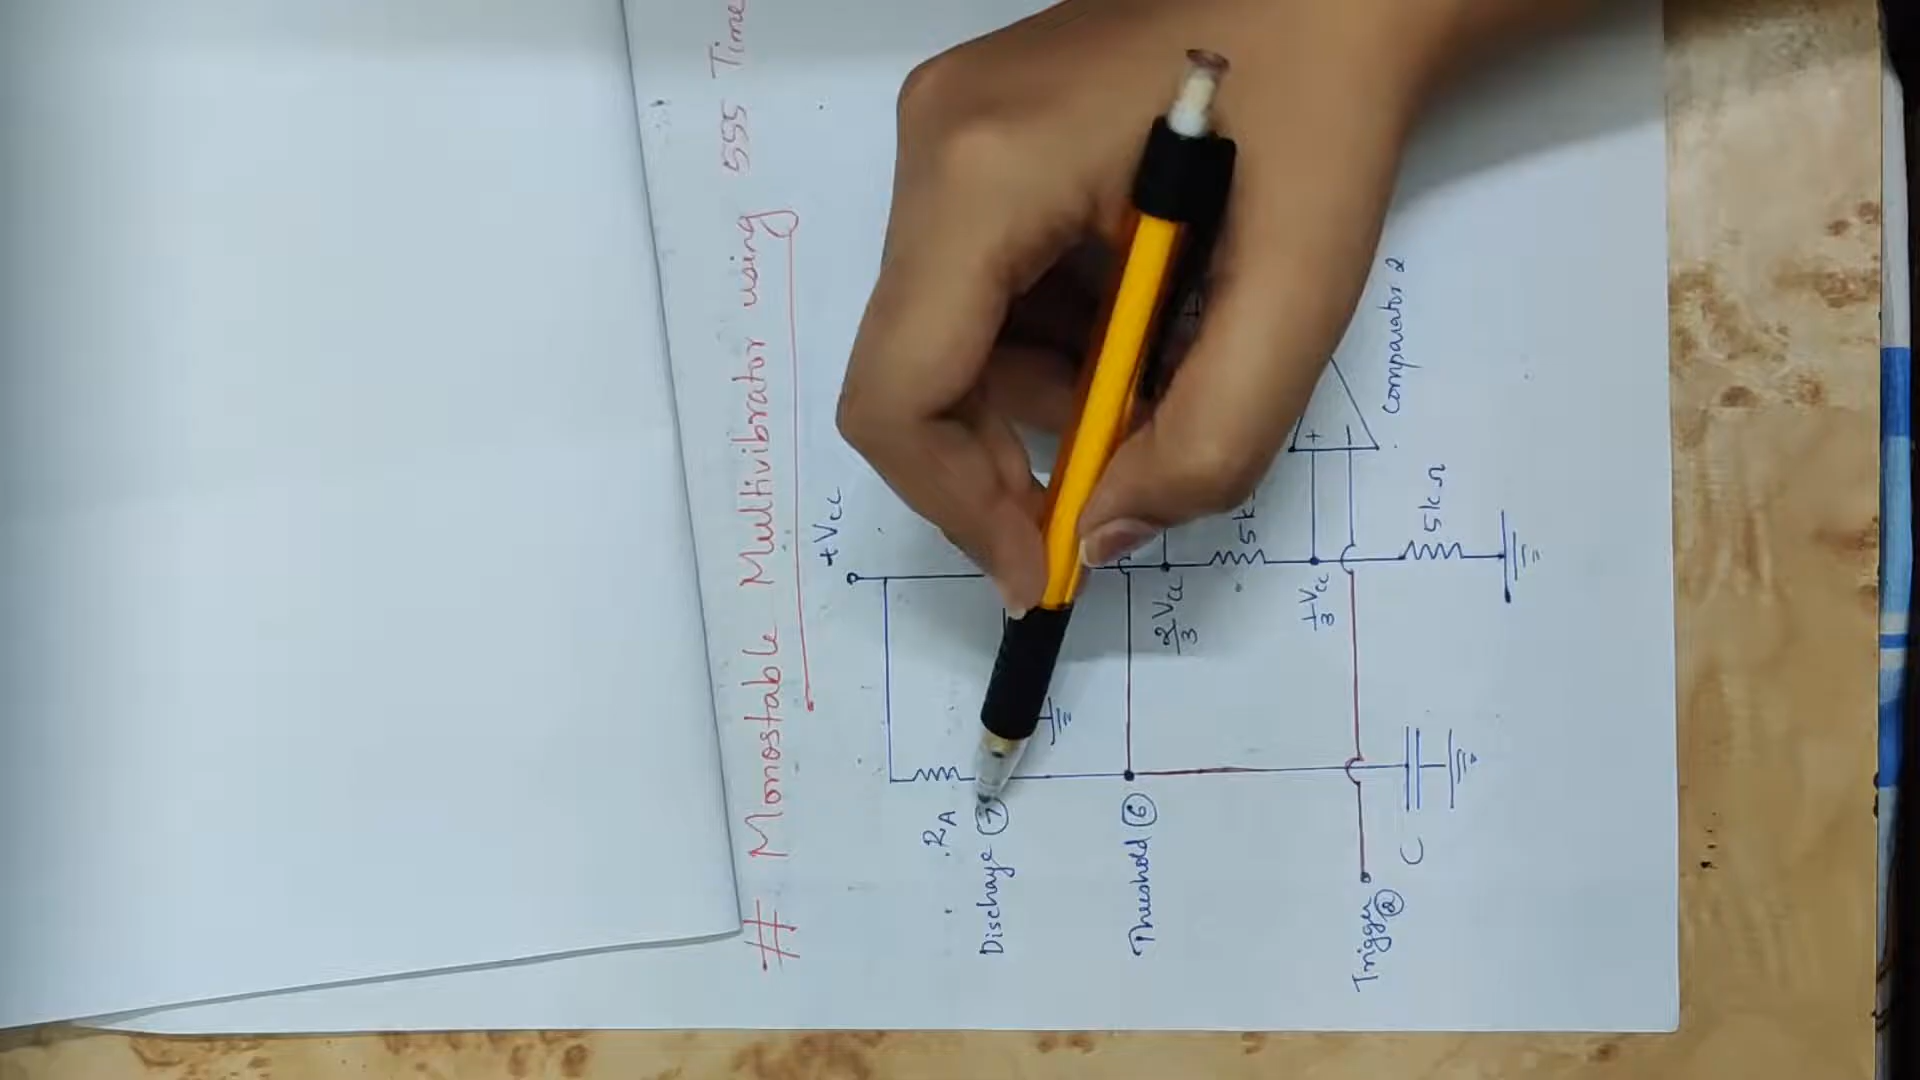 # Monostable Multivibrator using 555 Time
+Vcc
RA
Discharge 7
Threshold 6
2/3 Vcc
5k
1/3 Vcc
+
-
Comparator 2
5kΩ
Trigger 2
C